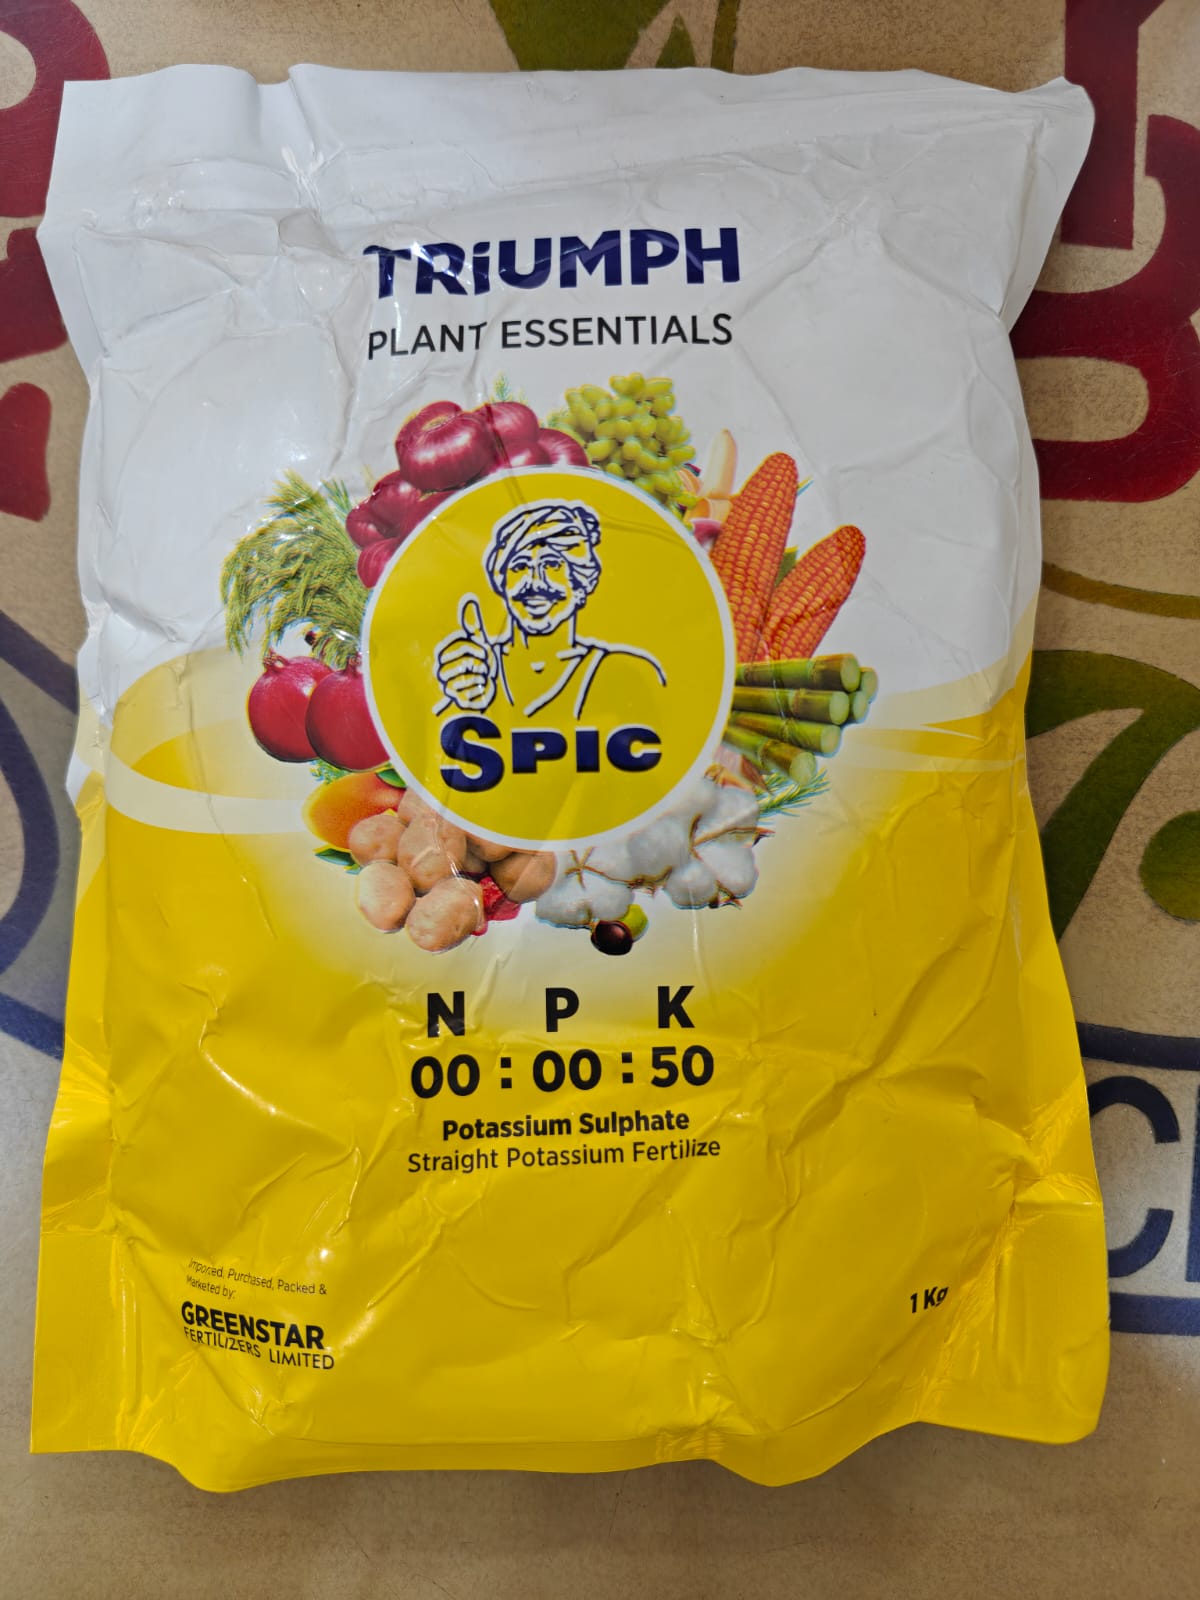 TRiUMPH
PLANT ESSENTIALS
SPIC
N P K
00 : 00 : 50
Potassium Sulphate
Straight Potassium Fertilize
Imported, Purchased, Packed &
Marketed by:
GREENSTAR
FERTILIZERS LIMITED
1 Kg